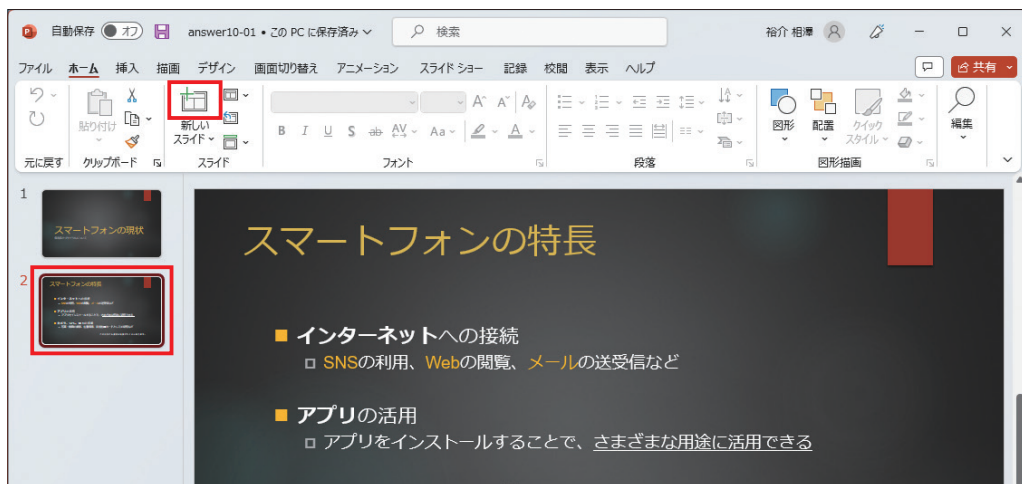 自動保存 オフ answer10-01 • この PC に保存済み 検索 裕介 相澤
ファイル ホーム 挿入 描画 デザイン 画面切り替え アニメーション スライド ショー 記録 校閲 表示 ヘルプ 共有
貼り付け 新しい スライド B I U S ab AV Aa A A A 図形 配置 クイック スタイル 編集
元に戻す クリップボード スライド フォント 段落 図形描画
1
スマートフォンの現状
2
スマートフォンの特長
スマートフォンの特長
インターネットへの接続
SNSの利用、Webの閲覧、メールの送受信など
アプリの活用
アプリをインストールすることで、さまざまな用途に活用できる